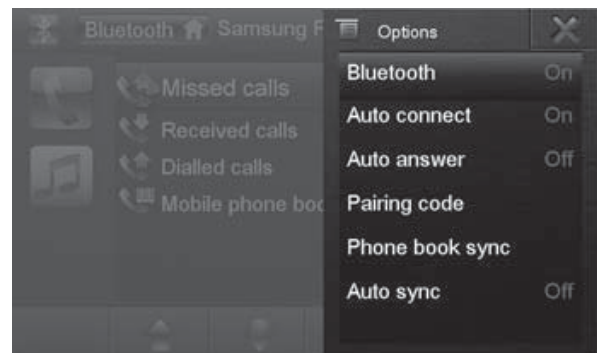 Bluetooth Samsung
Missed calls
Received calls
Dialled calls
Mobile phone
Options
Bluetooth On
Auto connect On
Auto answer Off
Pairing code
Phone book sync
Auto sync Off